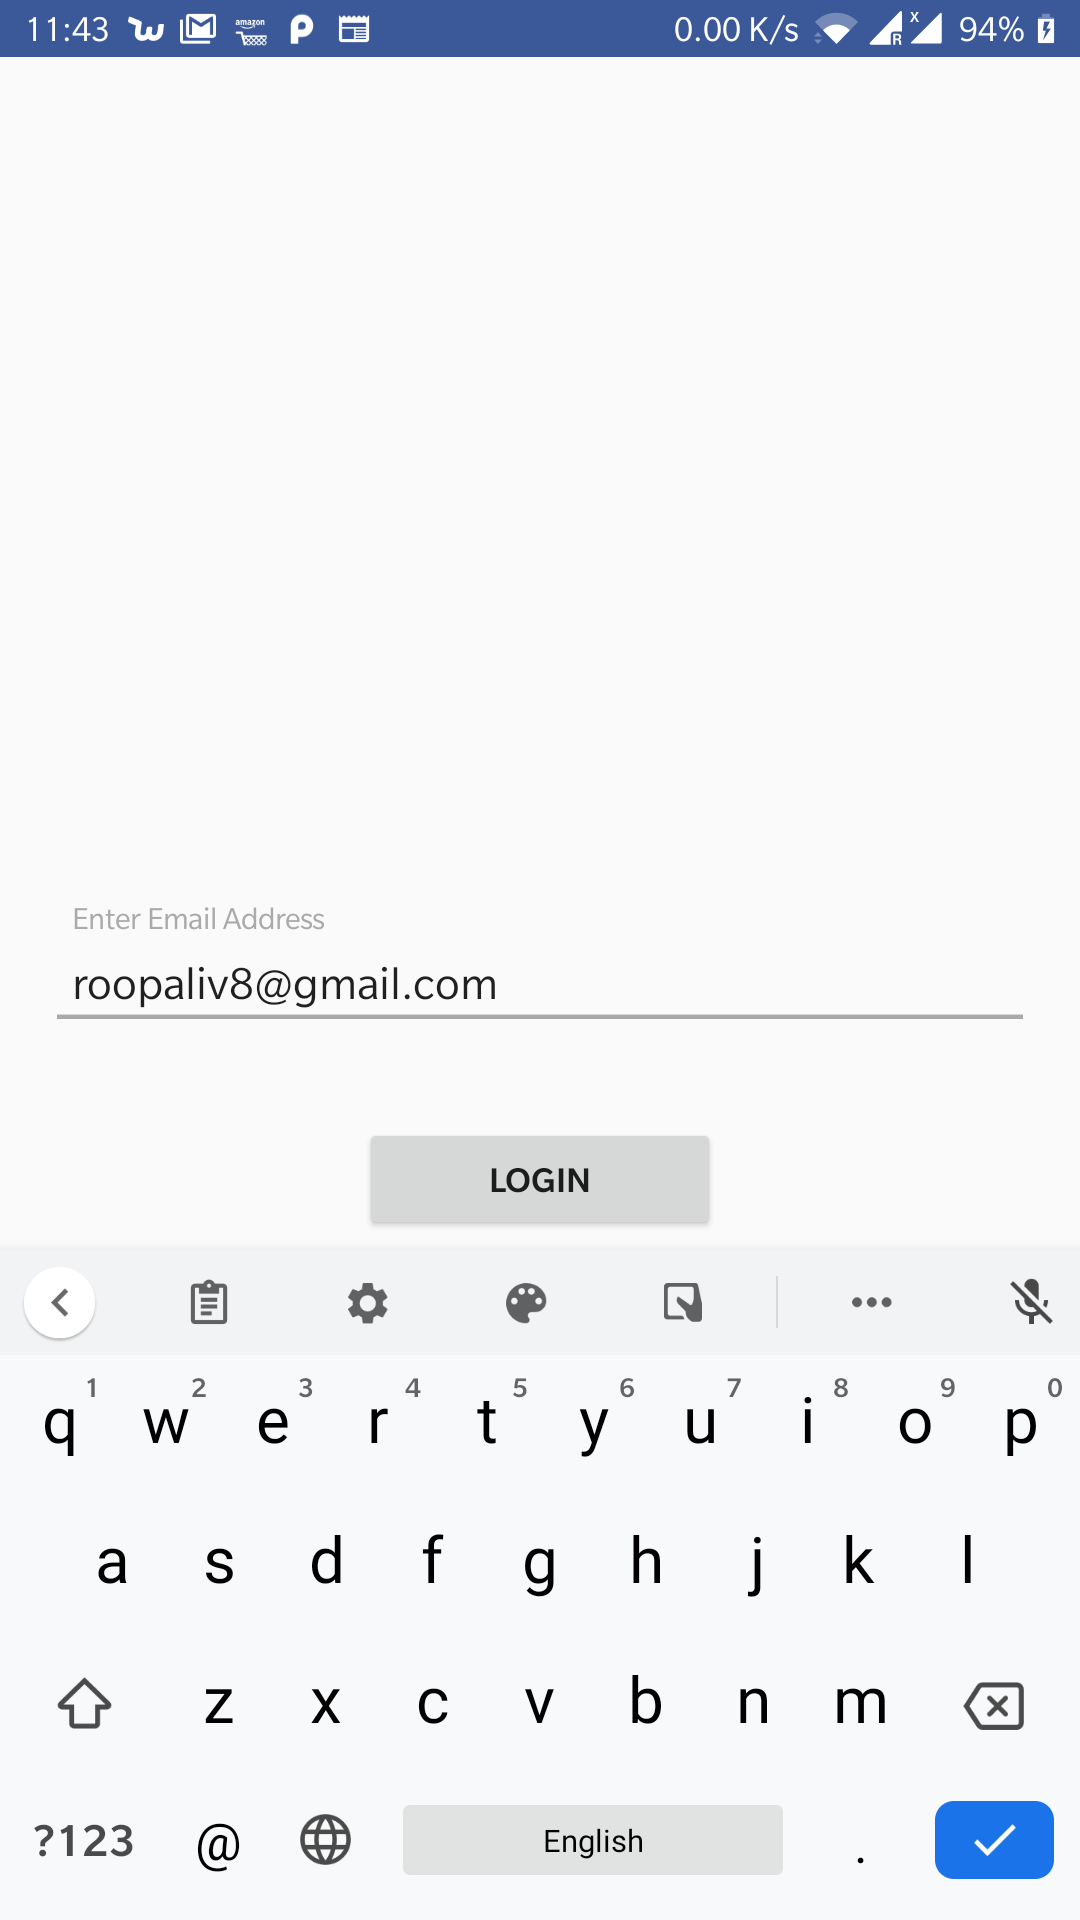 11:43 amazon 0.00 K/s R X 94%
Enter Email Address
roopaliv8@gmail.com
LOGIN
1 2 3 4 5 6 7 8 9 0
q w e r t y u i o p
a s d f g h j k l
z x c v b n m
?123 @ English .